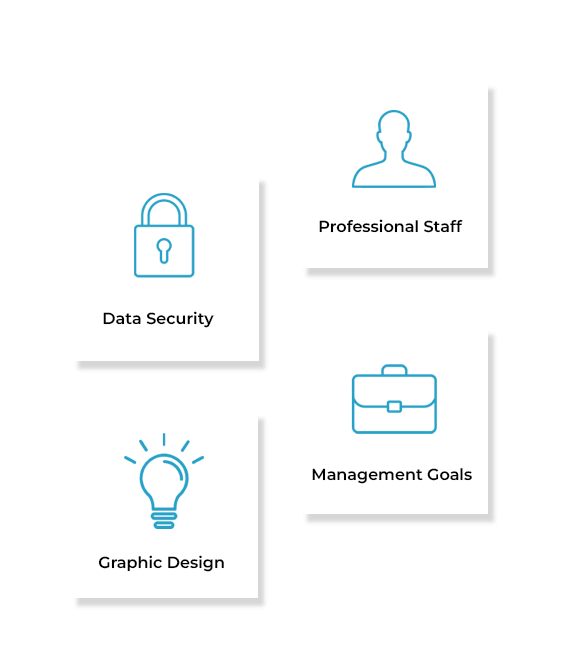 Professional Staff
Data Security
Management Goals
Graphic Design